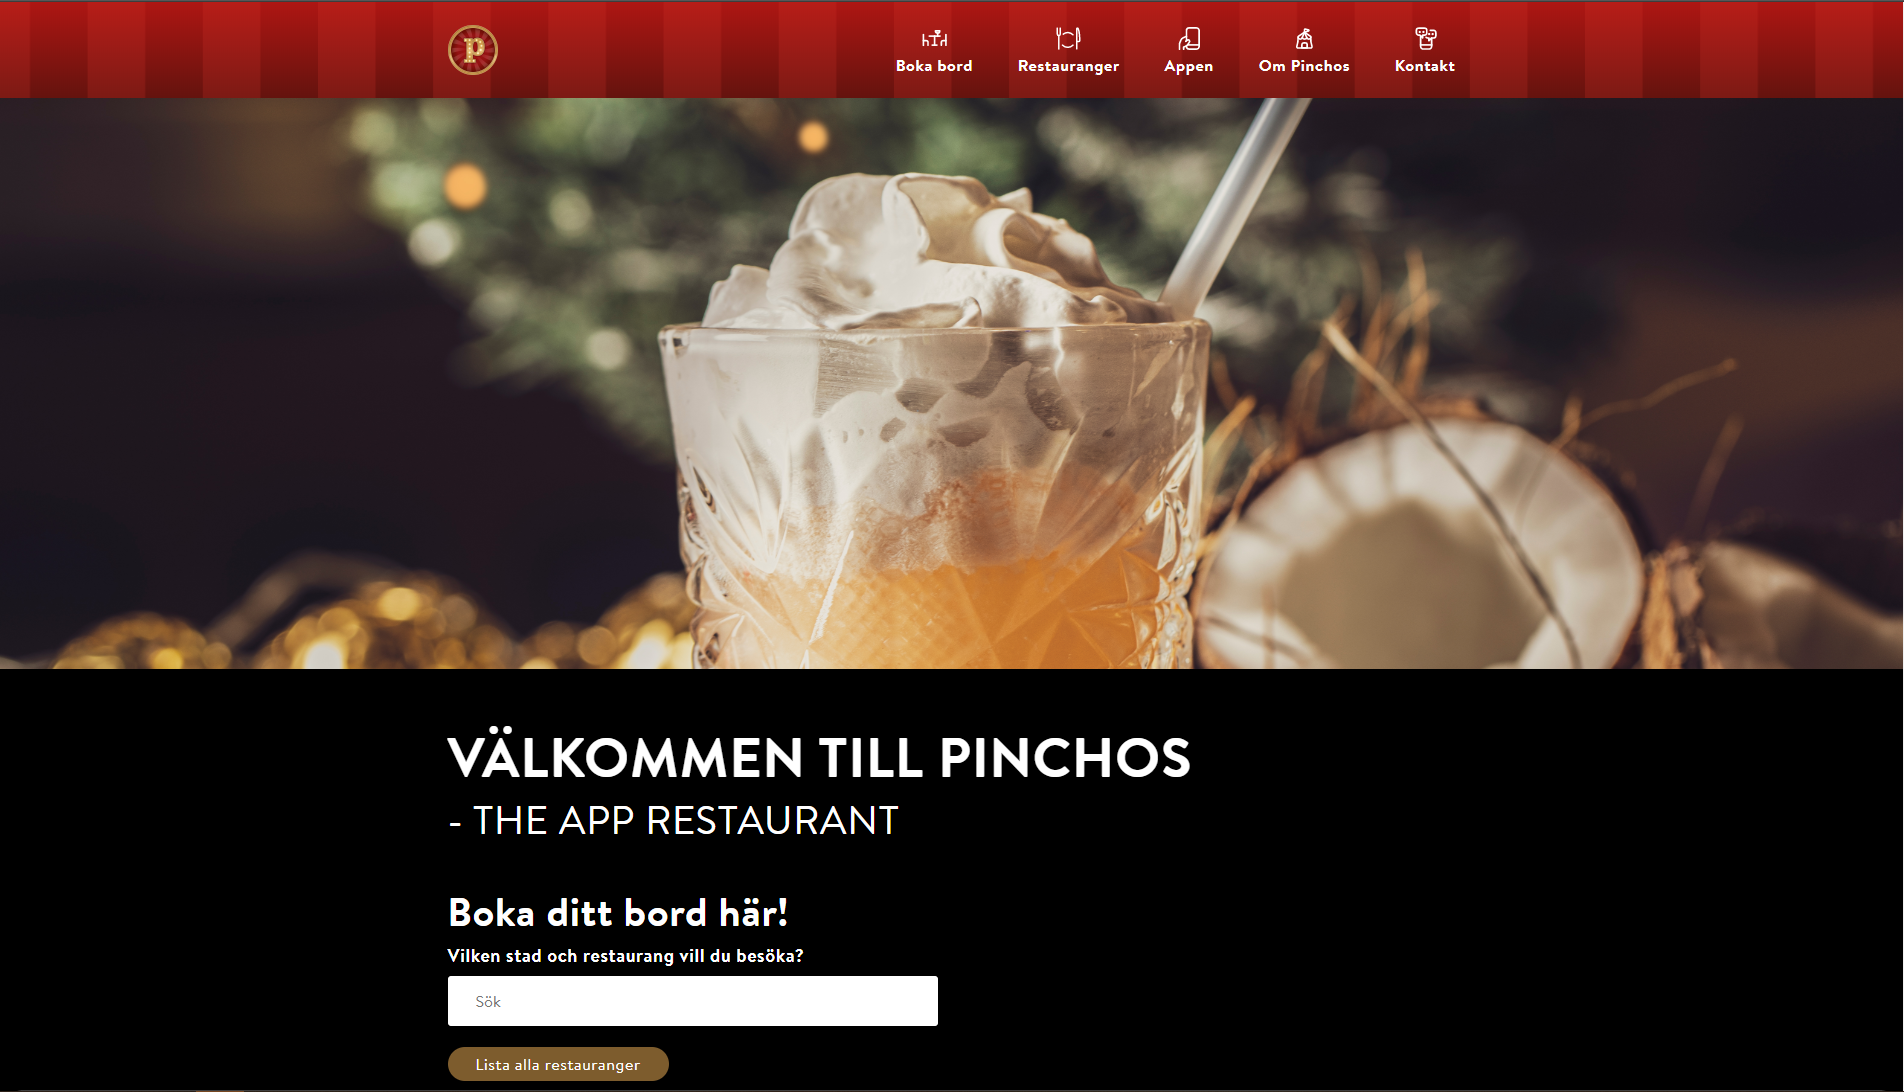 P
Boka bord
Restauranger
Appen
Om Pinchos
Kontakt
VÄLKOMMEN TILL PINCHOS
- THE APP RESTAURANT
Boka ditt bord här!
Vilken stad och restaurang vill du besöka?
Sök
Lista alla restauranger